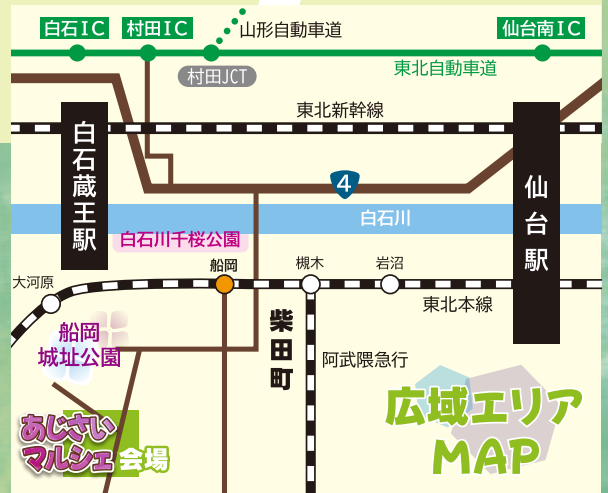 白石IC
村田IC
山形自動車道
仙台南IC
村田JCT
東北自動車道
東北新幹線
白石蔵王駅
仙台駅
4
白石川
白石川千桜公園
大河原
船岡
槻木
岩沼
東北本線
柴田町
船岡
城址公園
阿武隈急行
広域エリア
MAP
あじさい
マルシェ会場